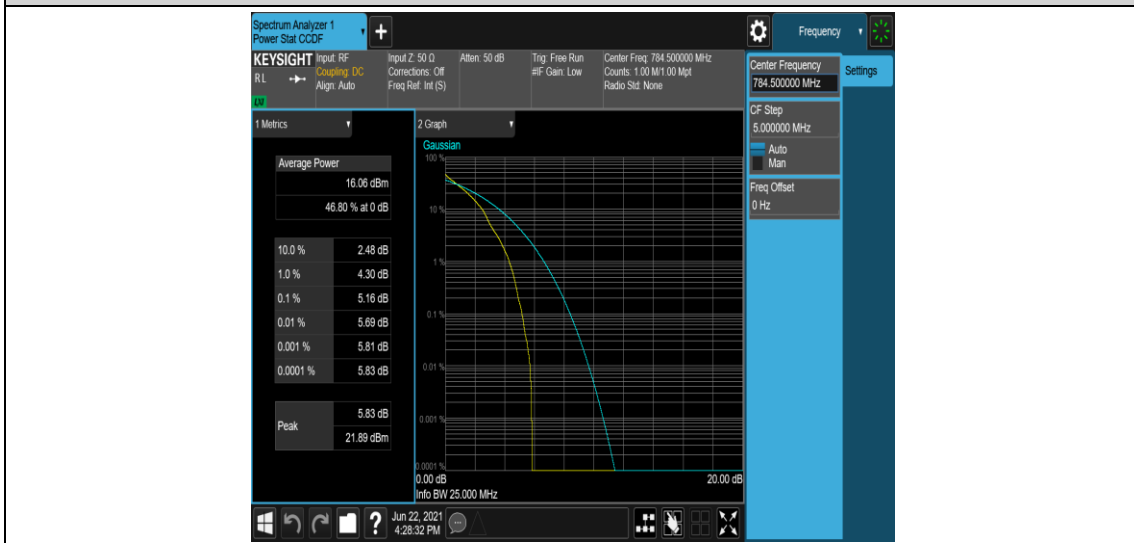 Spectrum Analyzer 1
Power Stat CCDF
+
Frequency
KEYSIGHT
RL
LXI
Input: RF
Coupling: DC
Align: Auto
Input Z: 50 Ω
Corrections: Off
Freq Ref: Int (S)
Atten: 50 dB
Trig: Free Run
#IF Gain: Low
Center Freq: 784.500000 MHz
Counts: 1.00 M/1.00 Mpt
Radio Std: None
Center Frequency
784.500000 MHz
Settings
CF Step
5.000000 MHz
Auto
Man
Freq Offset
0 Hz
1 Metrics
Average Power
16.06 dBm
46.80 % at 0 dB
10.0 % 2.48 dB
1.0 % 4.30 dB
0.1 % 5.16 dB
0.01 % 5.69 dB
0.001 % 5.81 dB
0.0001 % 5.83 dB
Peak
5.83 dB
21.89 dBm
2 Graph
Gaussian
100 %
10 %
1 %
0.1 %
0.01 %
0.001 %
0.0001 %
0.00 dB
20.00 dB
Info BW 25.000 MHz
?
Jun 22, 2021
4:28:32 PM